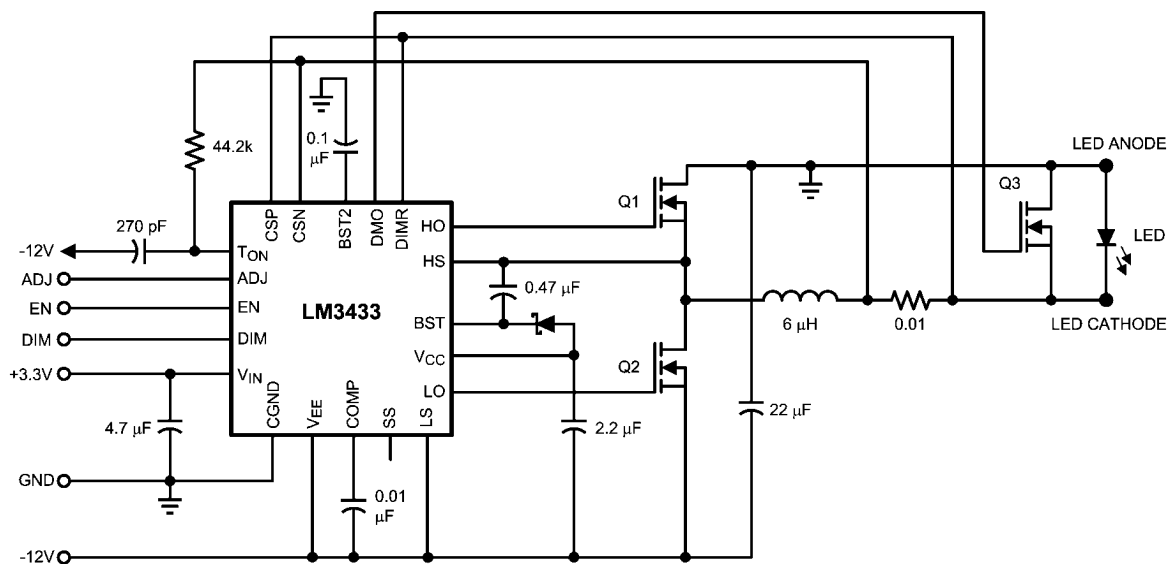 44.2k
0.1
µF
LED ANODE
Q3
Q1
270 pF
CSP
CSN
BST2
DMO
DIMR
HO
-12V
TON
LED
ADJ
ADJ
HS
0.47 µF
EN
EN
LM3433
6 µH
0.01
LED CATHODE
BST
DIM
DIM
VCC
Q2
+3.3V
VIN
LO
CGND
VEE
COMP
SS
LS
22 µF
4.7 µF
2.2 µF
GND
0.01
µF
-12V